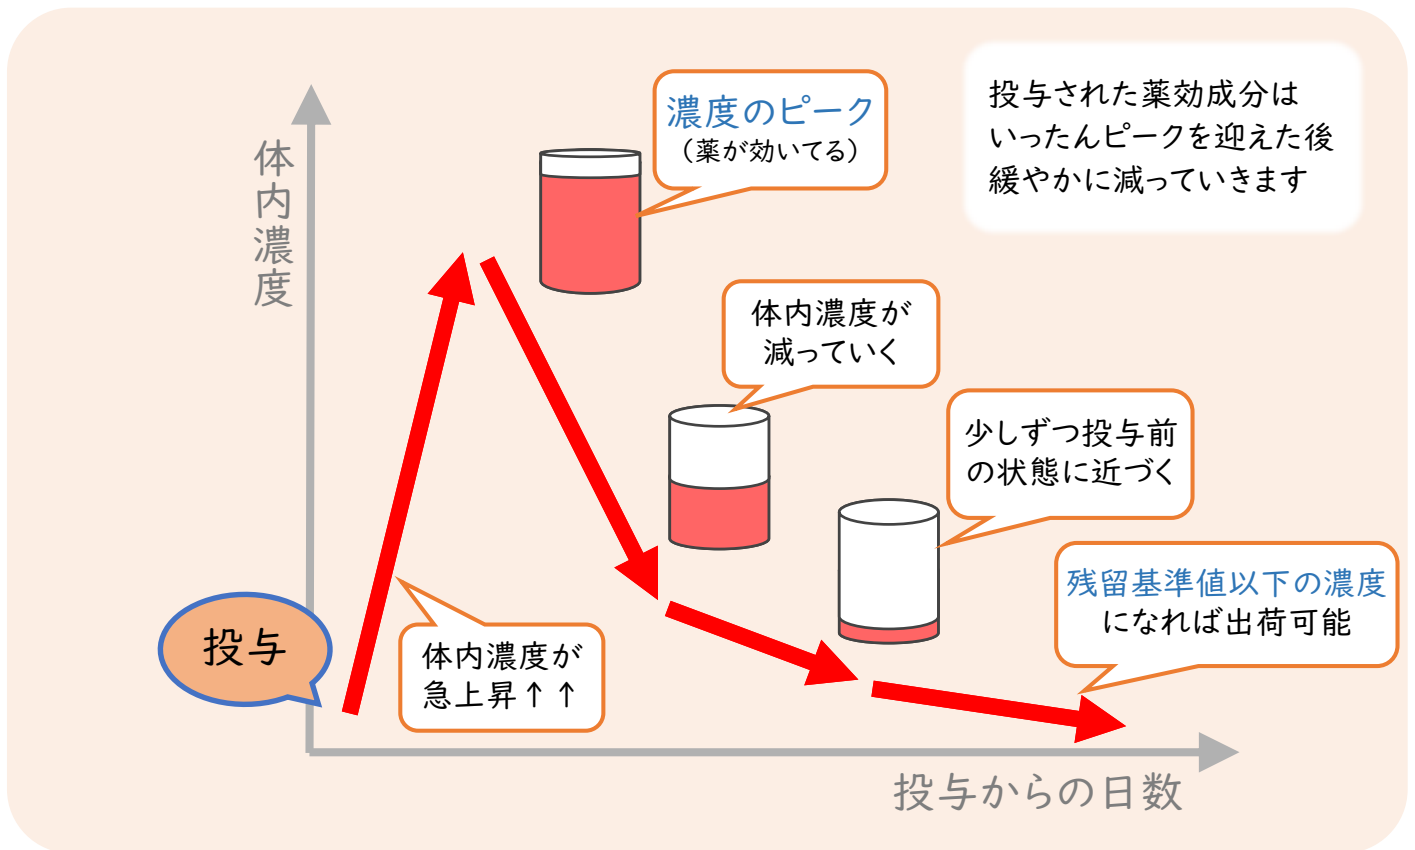 投与された薬効成分は
いったんピークを迎えた後
緩やかに減っていきます
濃度のピーク
（薬が効いてる）
体内濃度
体内濃度が
減っていく
少しずつ投与前
の状態に近づく
残留基準値以下の濃度
になれば出荷可能
投与
体内濃度が
急上昇↑↑
投与からの日数